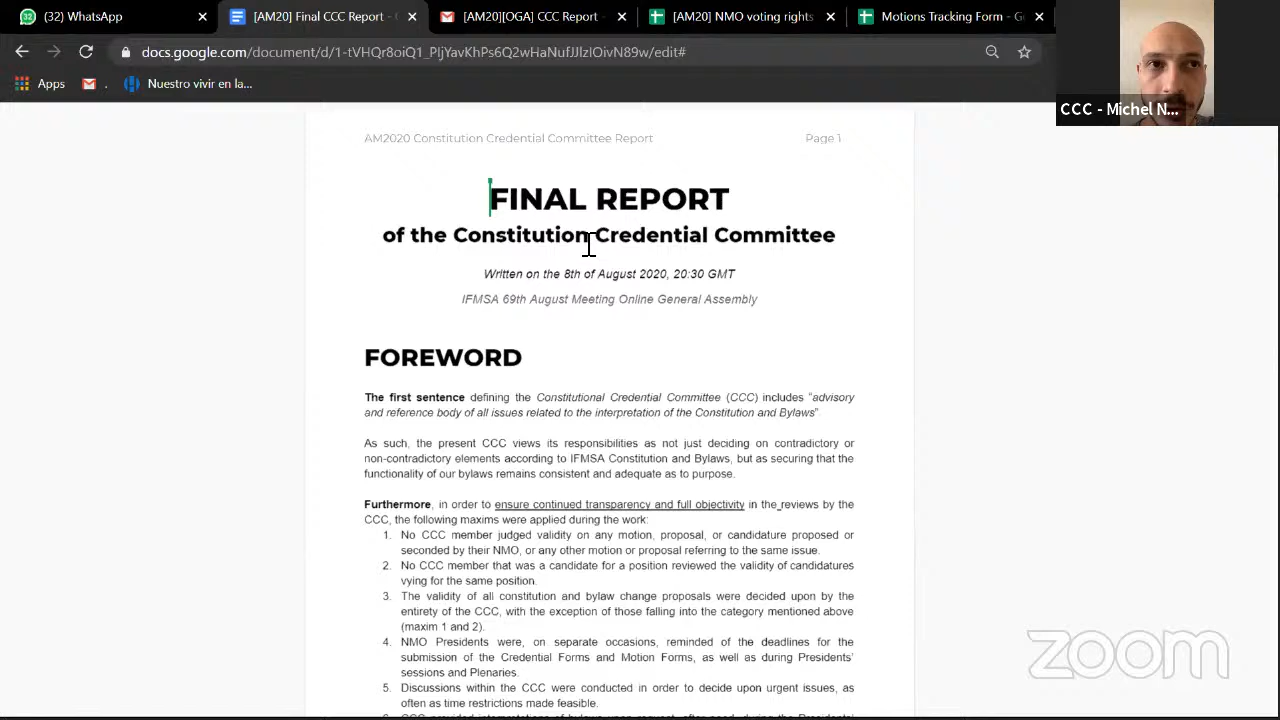 (32) WhatsApp
[AM20] Final CCC Report -
[AM20][OGA] CCC Report -
[AM20] NMO voting rights
Motions Tracking Form - G
docs.google.com/document/d/1-tVHQr8oiQ1_PljYavKhPs6Q2wHaNufJJIzIOivN89w/edit#
Apps
.
Nuestro vivir en la...
CCC - Michel N...
AM2020 Constitution Credential Committee Report Page 1
FINAL REPORT
of the Constitution Credential Committee
Written on the 8th of August 2020, 20:30 GMT
IFMSA 69th August Meeting Online General Assembly
FOREWORD
The first sentence defining the Constitutional Credential Committee (CCC) includes "advisory
and reference body of all issues related to the interpretation of the Constitution and Bylaws"
As such, the present CCC views its responsibilities as not just deciding on contradictory or
non-contradictory elements according to IFMSA Constitution and Bylaws, but as securing that the
functionality of our bylaws remains consistent and adequate as to purpose.
Furthermore, in order to ensure continued transparency and full objectivity in the reviews by the
CCC, the following maxims were applied during the work:
1. No CCC member judged validity on any motion, proposal, or candidature proposed or
seconded by their NMO, or any other motion or proposal referring to the same issue.
2. No CCC member that was a candidate for a position reviewed the validity of candidatures
vying for the same position.
3. The validity of all constitution and bylaw change proposals were decided upon by the
entirety of the CCC, with the exception of those falling into the category mentioned above
(maxim 1 and 2).
4. NMO Presidents were, on separate occasions, reminded of the deadlines for the
submission of the Credential Forms and Motion Forms, as well as during Presidents'
sessions and Plenaries.
5. Discussions within the CCC were conducted in order to decide upon urgent issues, as
often as time restrictions made feasible.
6. CCC provided interpretations of bylaws upon request, after need, during the Presidents'
zoom